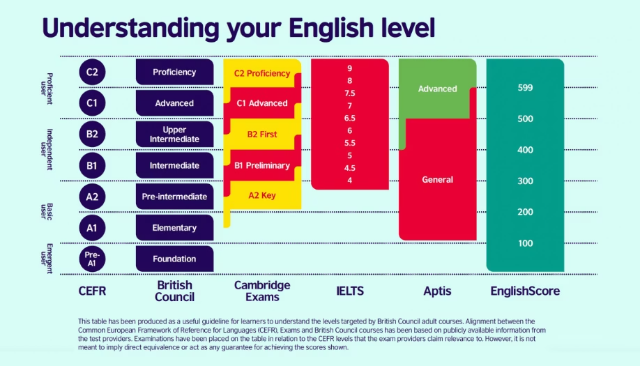 Understanding your English level
Proficient user
Independent user
Basic user
Emergent user
C2
C1
B2
B1
A2
A1
Pre-
A1
CEFR
Proficiency
Advanced
Upper
Intermediate
Intermediate
Pre-intermediate
Elementary
Foundation
British
Council
C2 Proficiency
C1 Advanced
B2 First
B1 Preliminary
A2 Key
Cambridge
Exams
9
8
7.5
7
6.5
6
5.5
5
4.5
4
IELTS
Advanced
General
Aptis
599
500
400
300
200
100
EnglishScore
This table has been produced as a useful guideline for learners to understand the levels targeted by British Council adult courses. Alignment between the
Common European Framework of Reference for Languages (CEFR), Exams and British Council courses has been based on publicly available information from
the test providers. Examinations have been placed on the table in relation to the CEFR levels that the exam providers claim relevance to. However, it is not
meant to imply direct equivalence or act as any guarantee for achieving the scores shown.